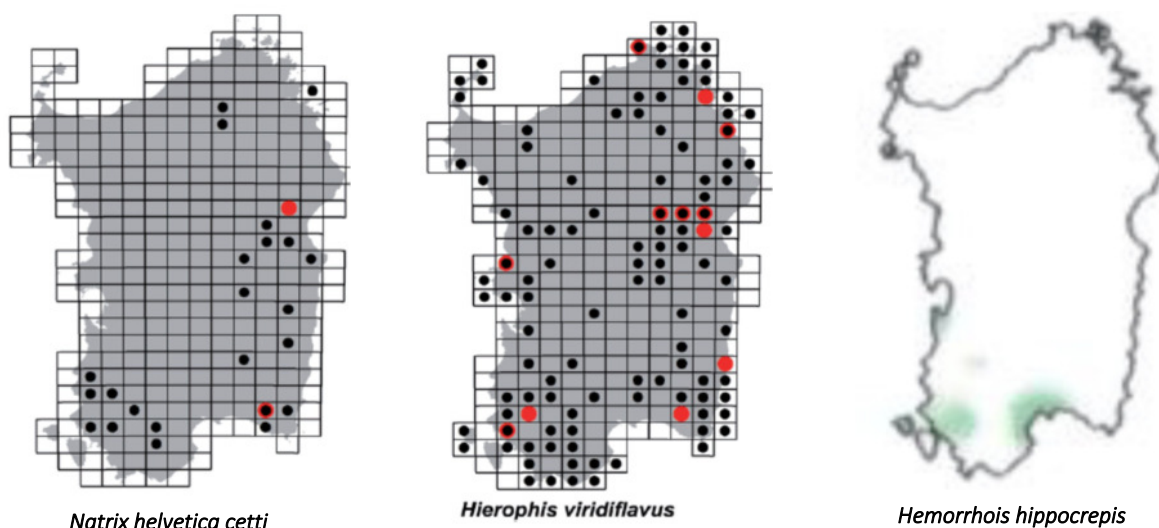 Natrix helvetica cetti
Hierophis viridiflavus
Hemorrhois hippocrepis